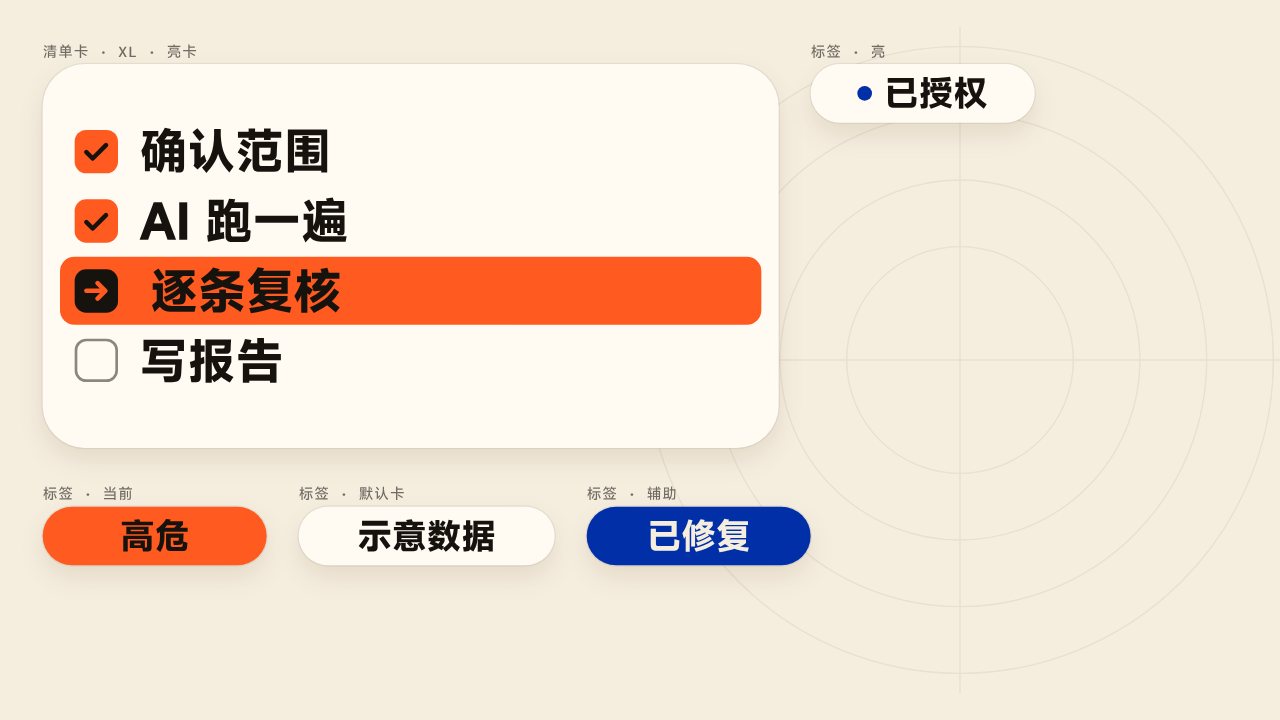 清单卡 · XL · 亮卡
确认范围
AI 跑一遍
逐条复核
写报告
标签 · 亮
已授权
标签 · 当前
高危
标签 · 默认卡
示意数据
标签 · 辅助
已修复